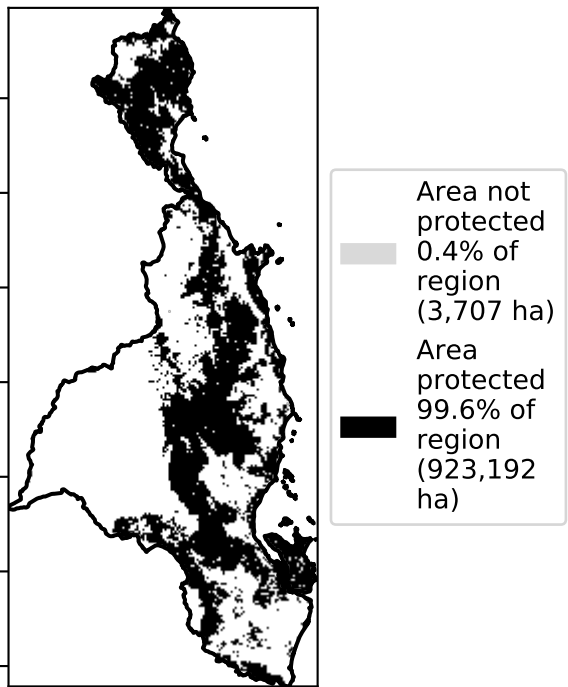 Area not
protected
0.4% of
region
(3,707 ha)
Area
protected
99.6% of
region
(923,192
ha)